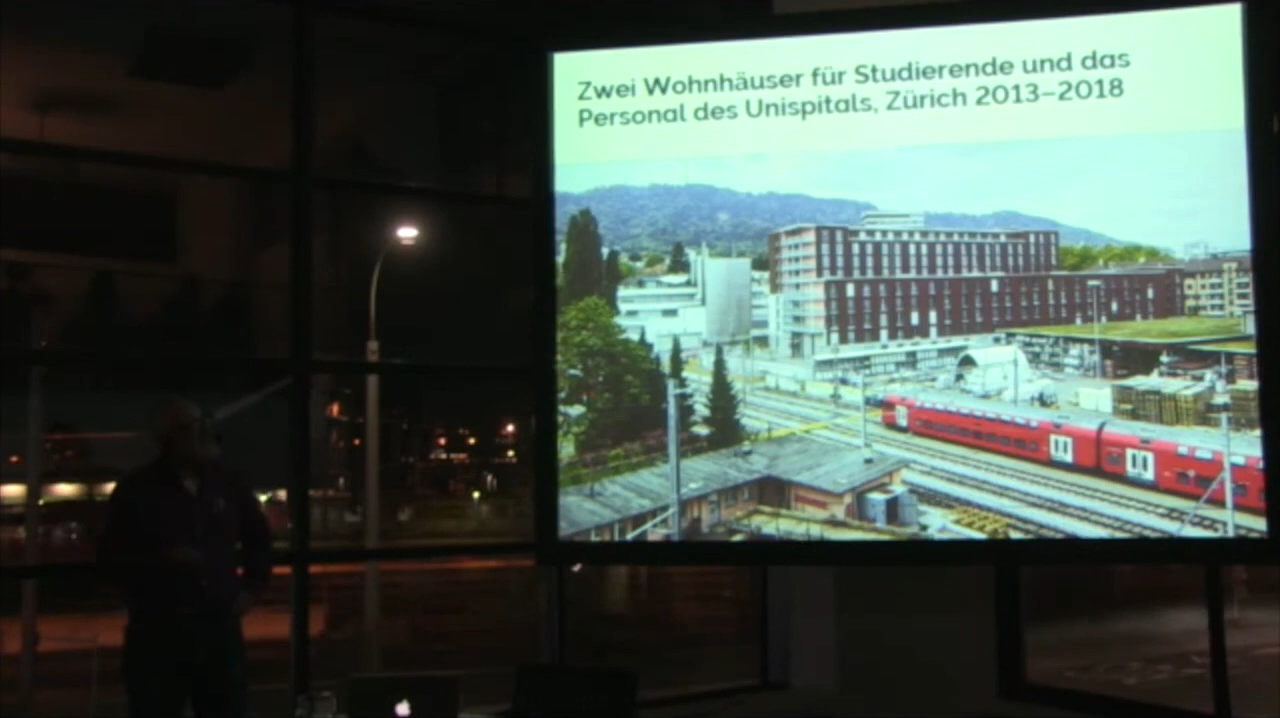 Zwei Wohnhäuser für Studierende und das
Personal des Unispitals, Zürich 2013–2018